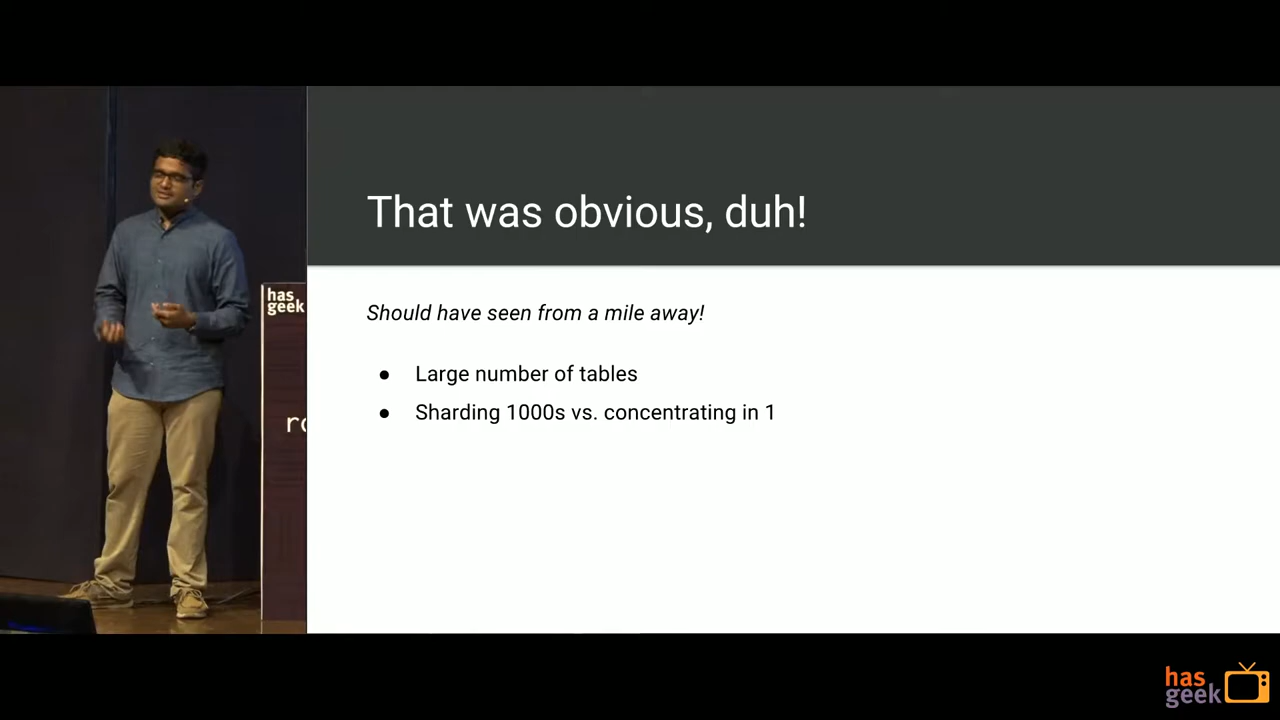 That was obvious, duh!
Should have seen from a mile away!
● Large number of tables
● Sharding 1000s vs. concentrating in 1
has
geek
has
geek